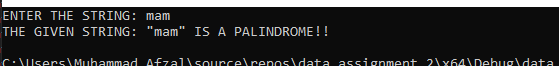 ENTER THE STRING: mam
THE GIVEN STRING: "mam" IS A PALINDROME!!
C:\Users\Muhammad Afzal\source\repos\data assignment 2\x64\Debug\data